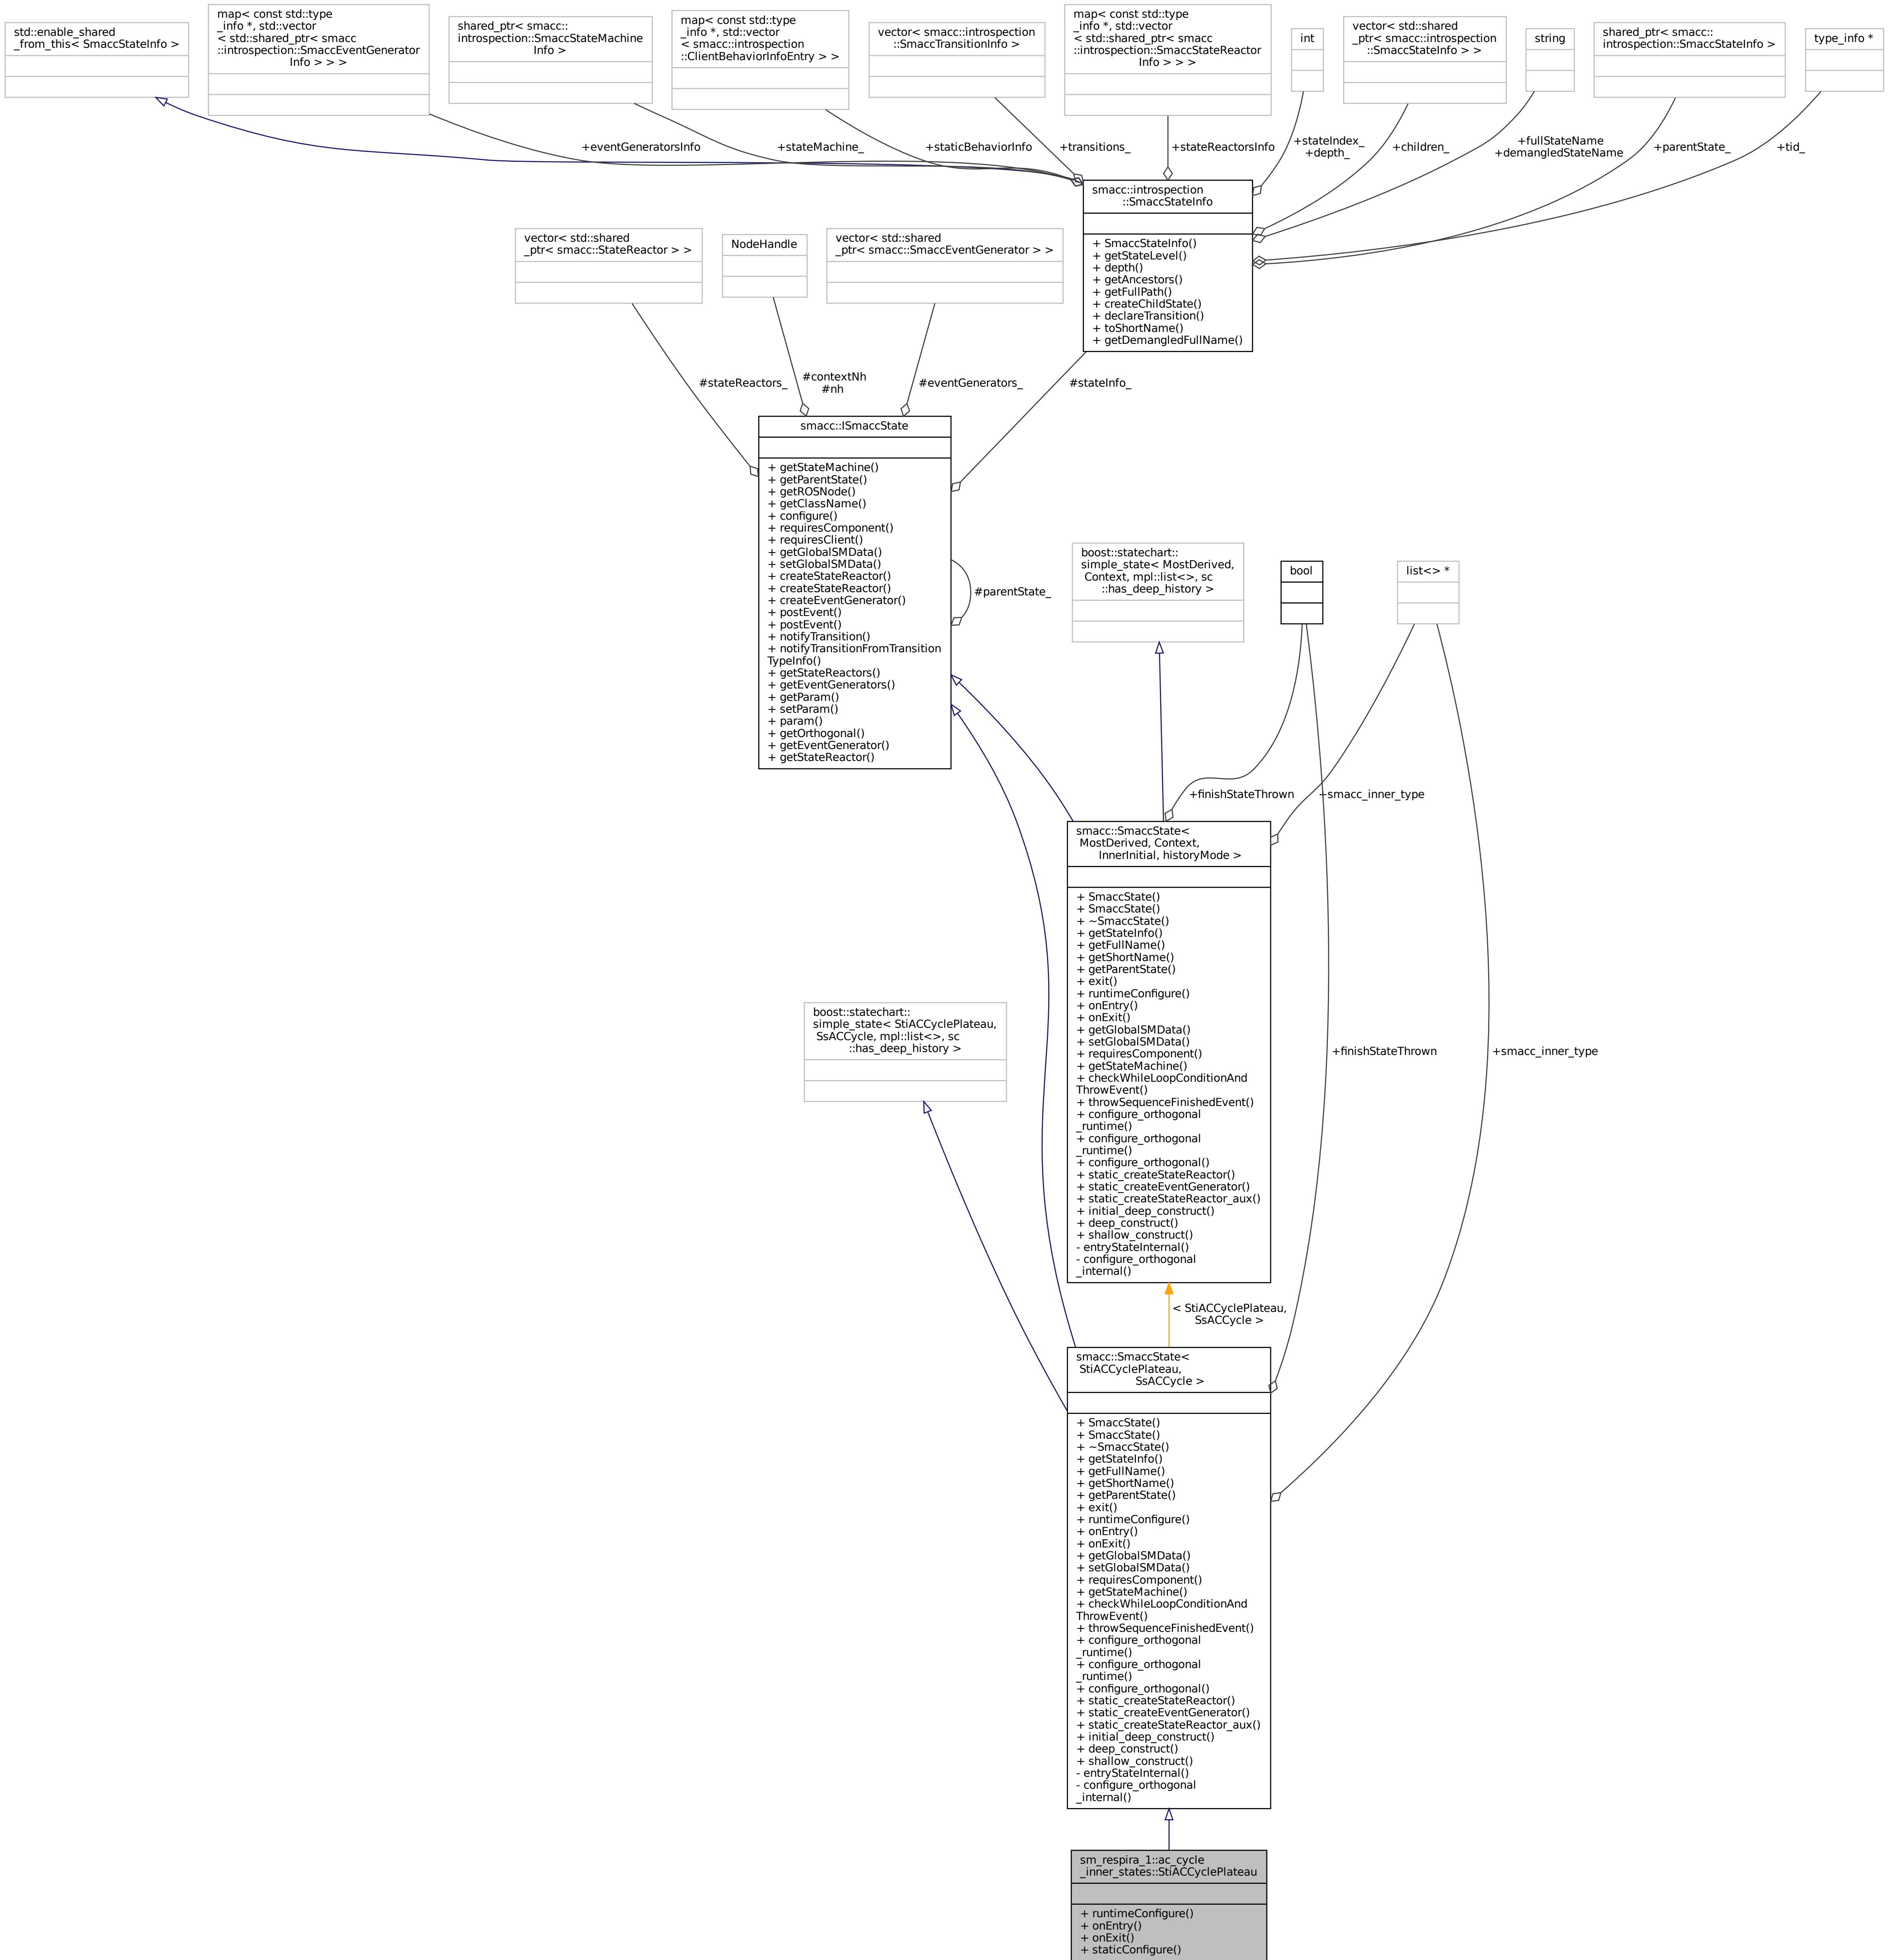 std::enable_shared
_from_this< SmaccStateInfo >
map< const std::type
_info *, std::vector
< std::shared_ptr< smacc
::introspection::SmaccEventGenerator
Info > > >
shared_ptr< smacc::
introspection::SmaccStateMachine
Info >
map< const std::type
_info *, std::vector
< smacc::introspection
::ClientBehaviorInfoEntry > >
vector< smacc::introspection
::SmaccTransitionInfo >
map< const std::type
_info *, std::vector
< std::shared_ptr< smacc
::introspection::SmaccStateReactor
Info > > >
int
vector< std::shared
_ptr< smacc::introspection
::SmaccStateInfo > >
string
shared_ptr< smacc::
introspection::SmaccStateInfo >
type_info *
+eventGeneratorsInfo
+stateMachine_
+staticBehaviorInfo
+transitions_
+stateReactorsInfo
+stateIndex_
+depth_
+children_
+fullStateName
+demangledStateName
+parentState_
+tid_
smacc::introspection
::SmaccStateInfo
+ SmaccStateInfo()
+ getStateLevel()
+ depth()
+ getAncestors()
+ getFullPath()
+ createChildState()
+ declareTransition()
+ toShortName()
+ getDemangledFullName()
vector< std::shared
_ptr< smacc::StateReactor > >
NodeHandle
vector< std::shared
_ptr< smacc::SmaccEventGenerator > >
#stateReactors_
#contextNh
#nh
#eventGenerators_
#stateInfo_
smacc::ISmaccState
+ getStateMachine()
+ getParentState()
+ getROSNode()
+ getClassName()
+ configure()
+ requiresComponent()
+ requiresClient()
+ getGlobalSMData()
+ setGlobalSMData()
+ createStateReactor()
+ createStateReactor()
+ createEventGenerator()
+ postEvent()
+ postEvent()
+ notifyTransition()
+ notifyTransitionFromTransition
TypeInfo()
+ getStateReactors()
+ getEventGenerators()
+ getParam()
+ setParam()
+ param()
+ getOrthogonal()
+ getEventGenerator()
+ getStateReactor()
#parentState_
boost::statechart::
simple_state< MostDerived,
Context, mpl::list<>, sc
::has_deep_history >
bool
list<> *
+finishStateThrown
+smacc_inner_type
smacc::SmaccState<
MostDerived, Context,
InnerInitial, historyMode >
+ SmaccState()
+ SmaccState()
+ ~SmaccState()
+ getStateInfo()
+ getFullName()
+ getShortName()
+ getParentState()
+ exit()
+ runtimeConfigure()
+ onEntry()
+ onExit()
+ getGlobalSMData()
+ setGlobalSMData()
+ requiresComponent()
+ getStateMachine()
+ checkWhileLoopConditionAnd
ThrowEvent()
+ throwSequenceFinishedEvent()
+ configure_orthogonal
_runtime()
+ configure_orthogonal
_runtime()
+ configure_orthogonal()
+ static_createStateReactor()
+ static_createEventGenerator()
+ static_createStateReactor_aux()
+ initial_deep_construct()
+ deep_construct()
+ shallow_construct()
- entryStateInternal()
- configure_orthogonal
_internal()
boost::statechart::
simple_state< StiACCyclePlateau,
SsACCycle, mpl::list<>, sc
::has_deep_history >
+finishStateThrown
+smacc_inner_type
< StiACCyclePlateau,
SsACCycle >
smacc::SmaccState<
StiACCyclePlateau,
SsACCycle >
+ SmaccState()
+ SmaccState()
+ ~SmaccState()
+ getStateInfo()
+ getFullName()
+ getShortName()
+ getParentState()
+ exit()
+ runtimeConfigure()
+ onEntry()
+ onExit()
+ getGlobalSMData()
+ setGlobalSMData()
+ requiresComponent()
+ getStateMachine()
+ checkWhileLoopConditionAnd
ThrowEvent()
+ throwSequenceFinishedEvent()
+ configure_orthogonal
_runtime()
+ configure_orthogonal
_runtime()
+ configure_orthogonal()
+ static_createStateReactor()
+ static_createEventGenerator()
+ static_createStateReactor_aux()
+ initial_deep_construct()
+ deep_construct()
+ shallow_construct()
- entryStateInternal()
- configure_orthogonal
_internal()
sm_respira_1::ac_cycle
_inner_states::StiACCyclePlateau
+ runtimeConfigure()
+ onEntry()
+ onExit()
+ staticConfigure()